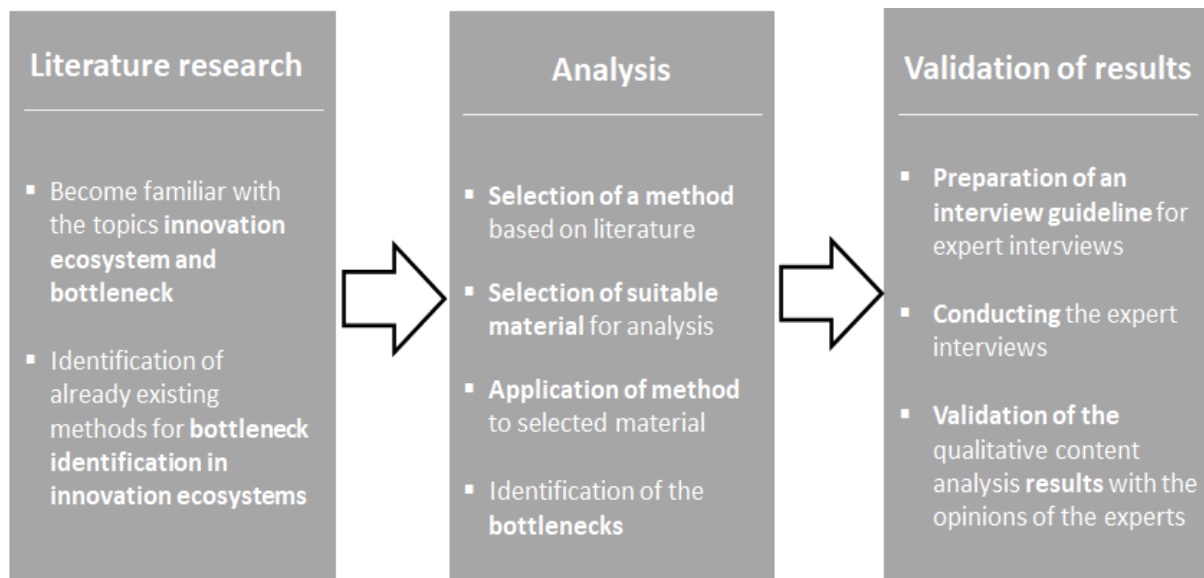 Literature research
▪ Become familiar with
the topics innovation
ecosystem and
bottleneck
▪ Identification of
already existing
methods for bottleneck
identification in
innovation ecosystems
Analysis
▪ Selection of a method
based on literature
▪ Selection of suitable
material for analysis
▪ Application of method
to selected material
▪ Identification of the
bottlenecks
Validation of results
▪ Preparation of an
interview guideline for
expert interviews
▪ Conducting the expert
interviews
▪ Validation of the
qualitative content
analysis results with the
opinions of the experts